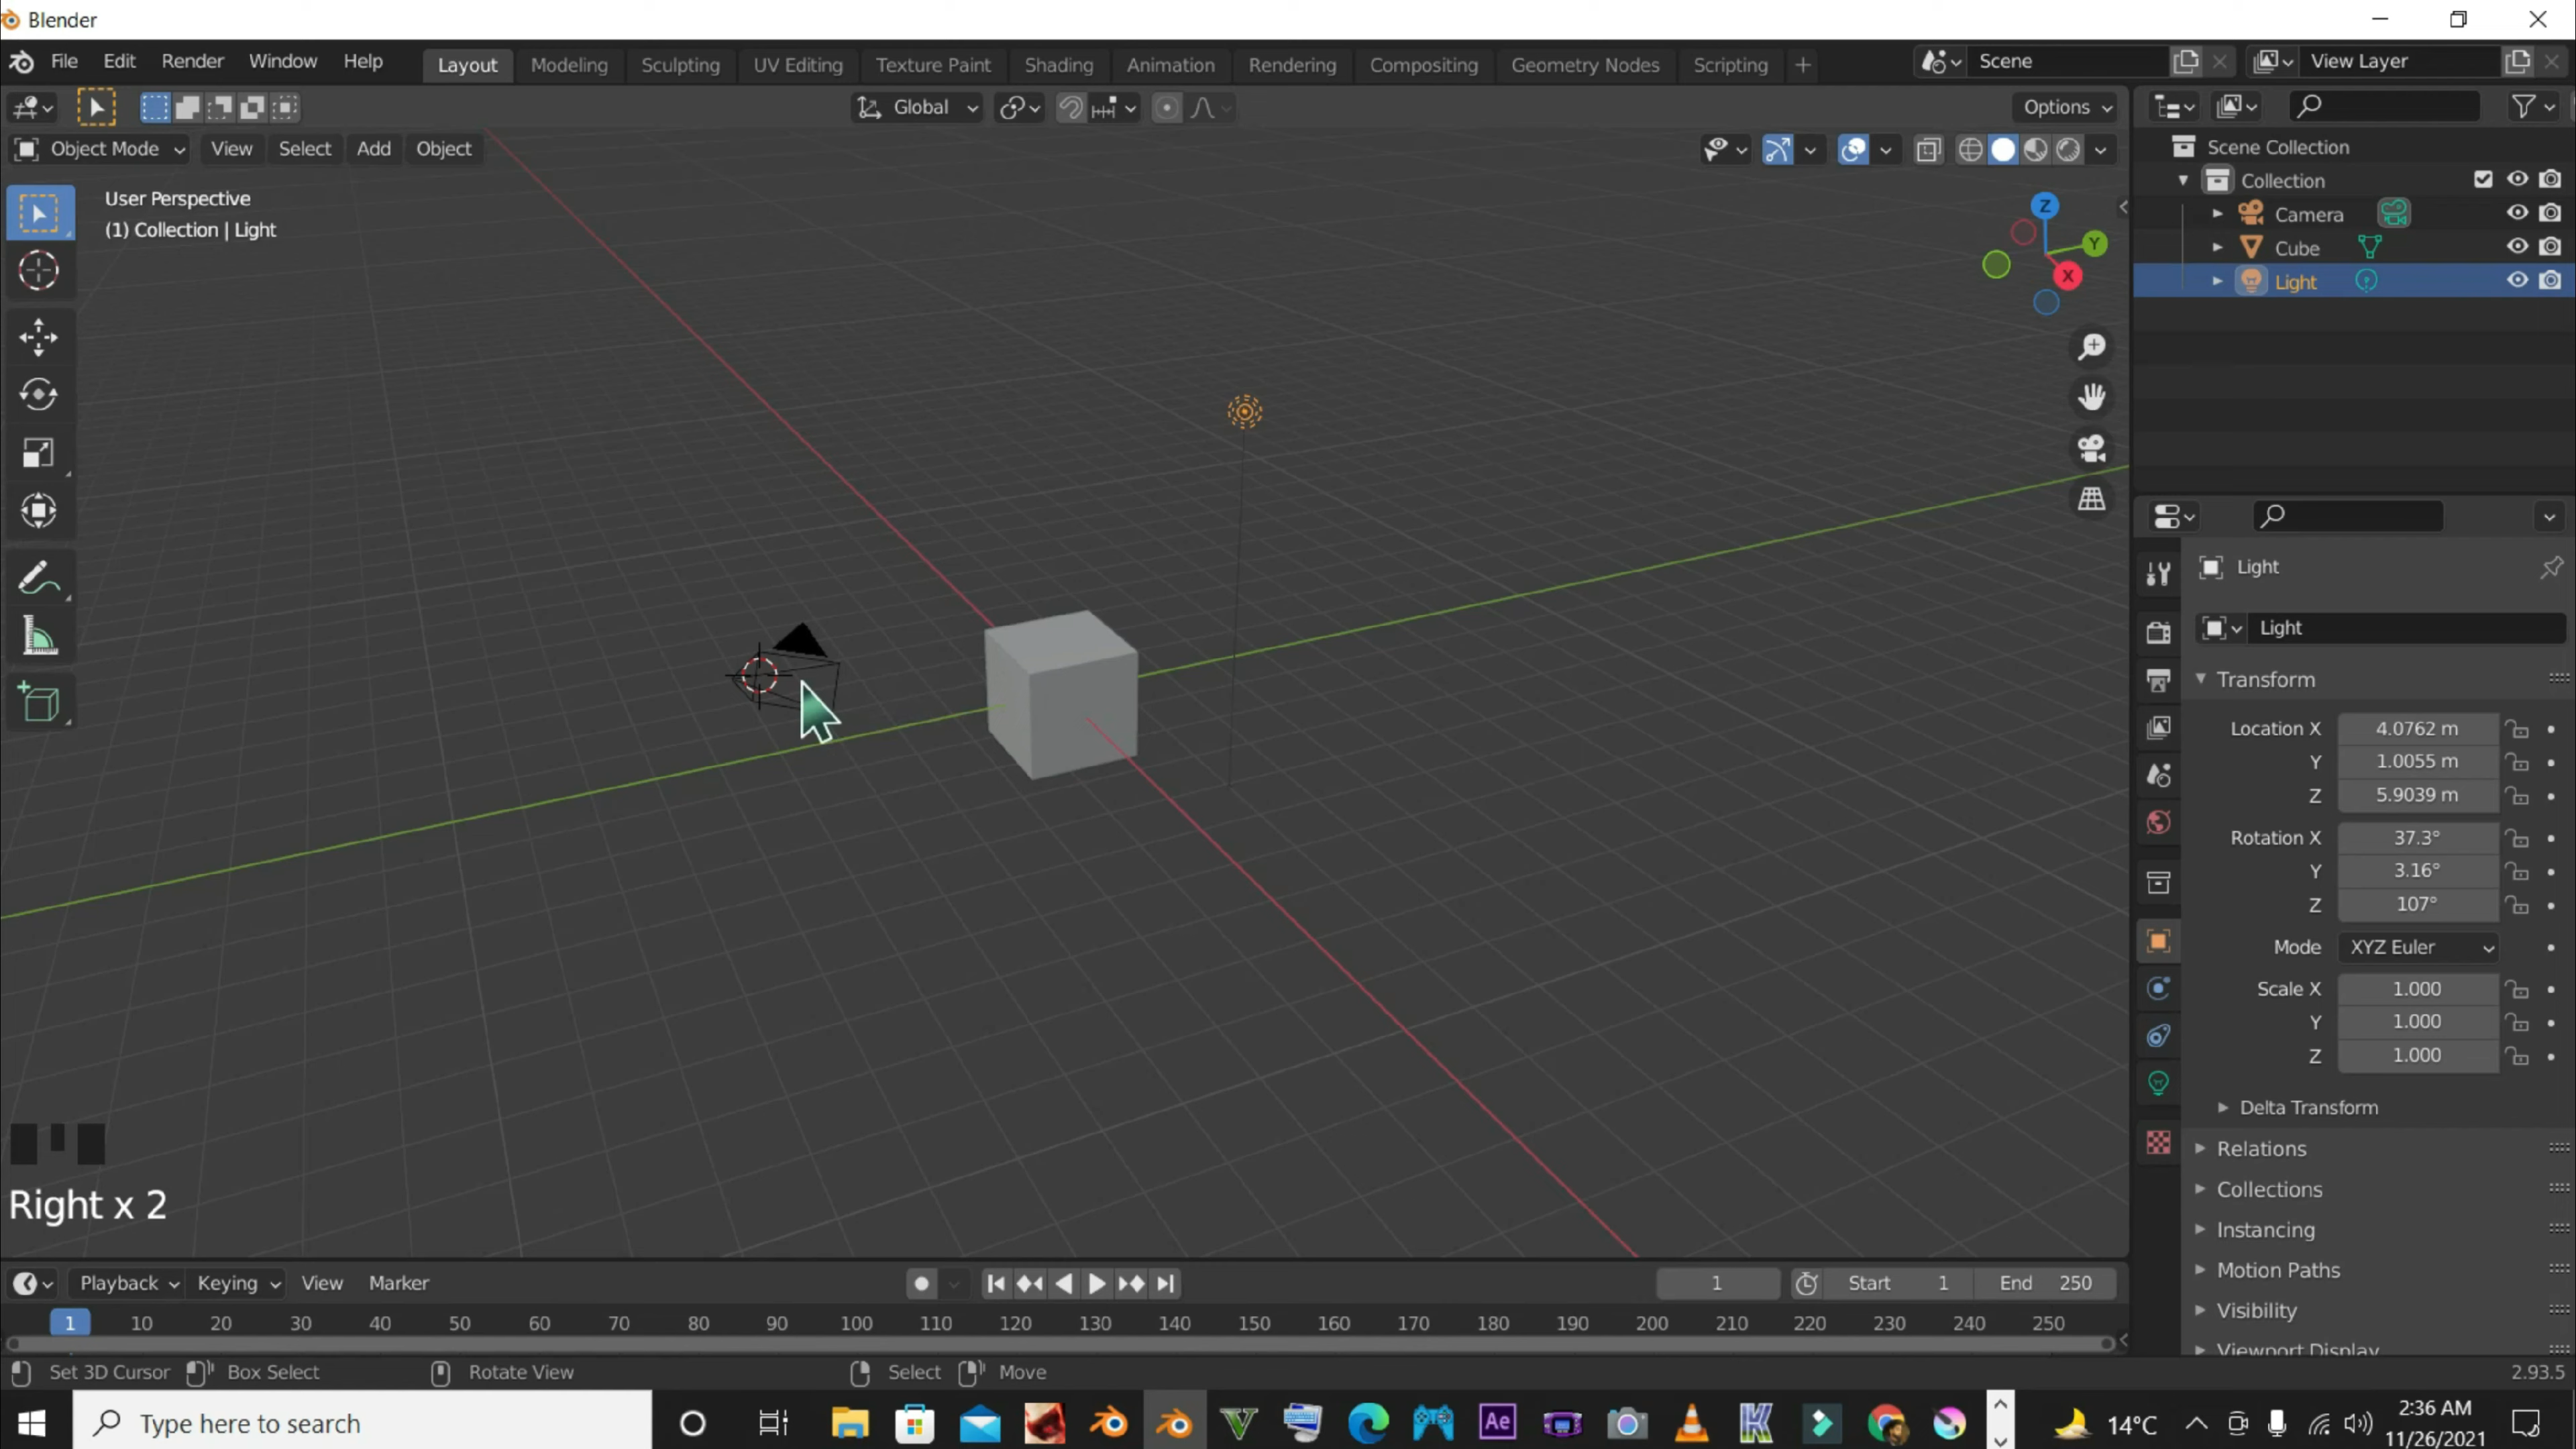 Blender
File Edit Render Window Help Layout Modeling Sculpting UV Editing Texture Paint Shading Animation Rendering Compositing Geometry Nodes Scripting + Scene View Layer
Global Options
Object Mode View Select Add Object
User Perspective
(1) Collection | Light
Z
Y
X
Scene Collection
Collection
Camera
Cube
Light
Light
Light
Transform
Location X 4.0762 m
Y 1.0055 m
Z 5.9039 m
Rotation X 37.3°
Y 3.16°
Z 107°
Mode XYZ Euler
Scale X 1.000
Y 1.000
Z 1.000
Delta Transform
Relations
Collections
Instancing
Motion Paths
Visibility
Viewport Display
Right x 2
Playback Keying View Marker 1 Start 1 End 250
1 10 20 30 40 50 60 70 80 90 100 110 120 130 140 150 160 170 180 190 200 210 220 230 240 250
Set 3D Cursor Box Select Rotate View Select Move 2.93.5
Type here to search Ae 14°C 2:36 AM
11/26/2021